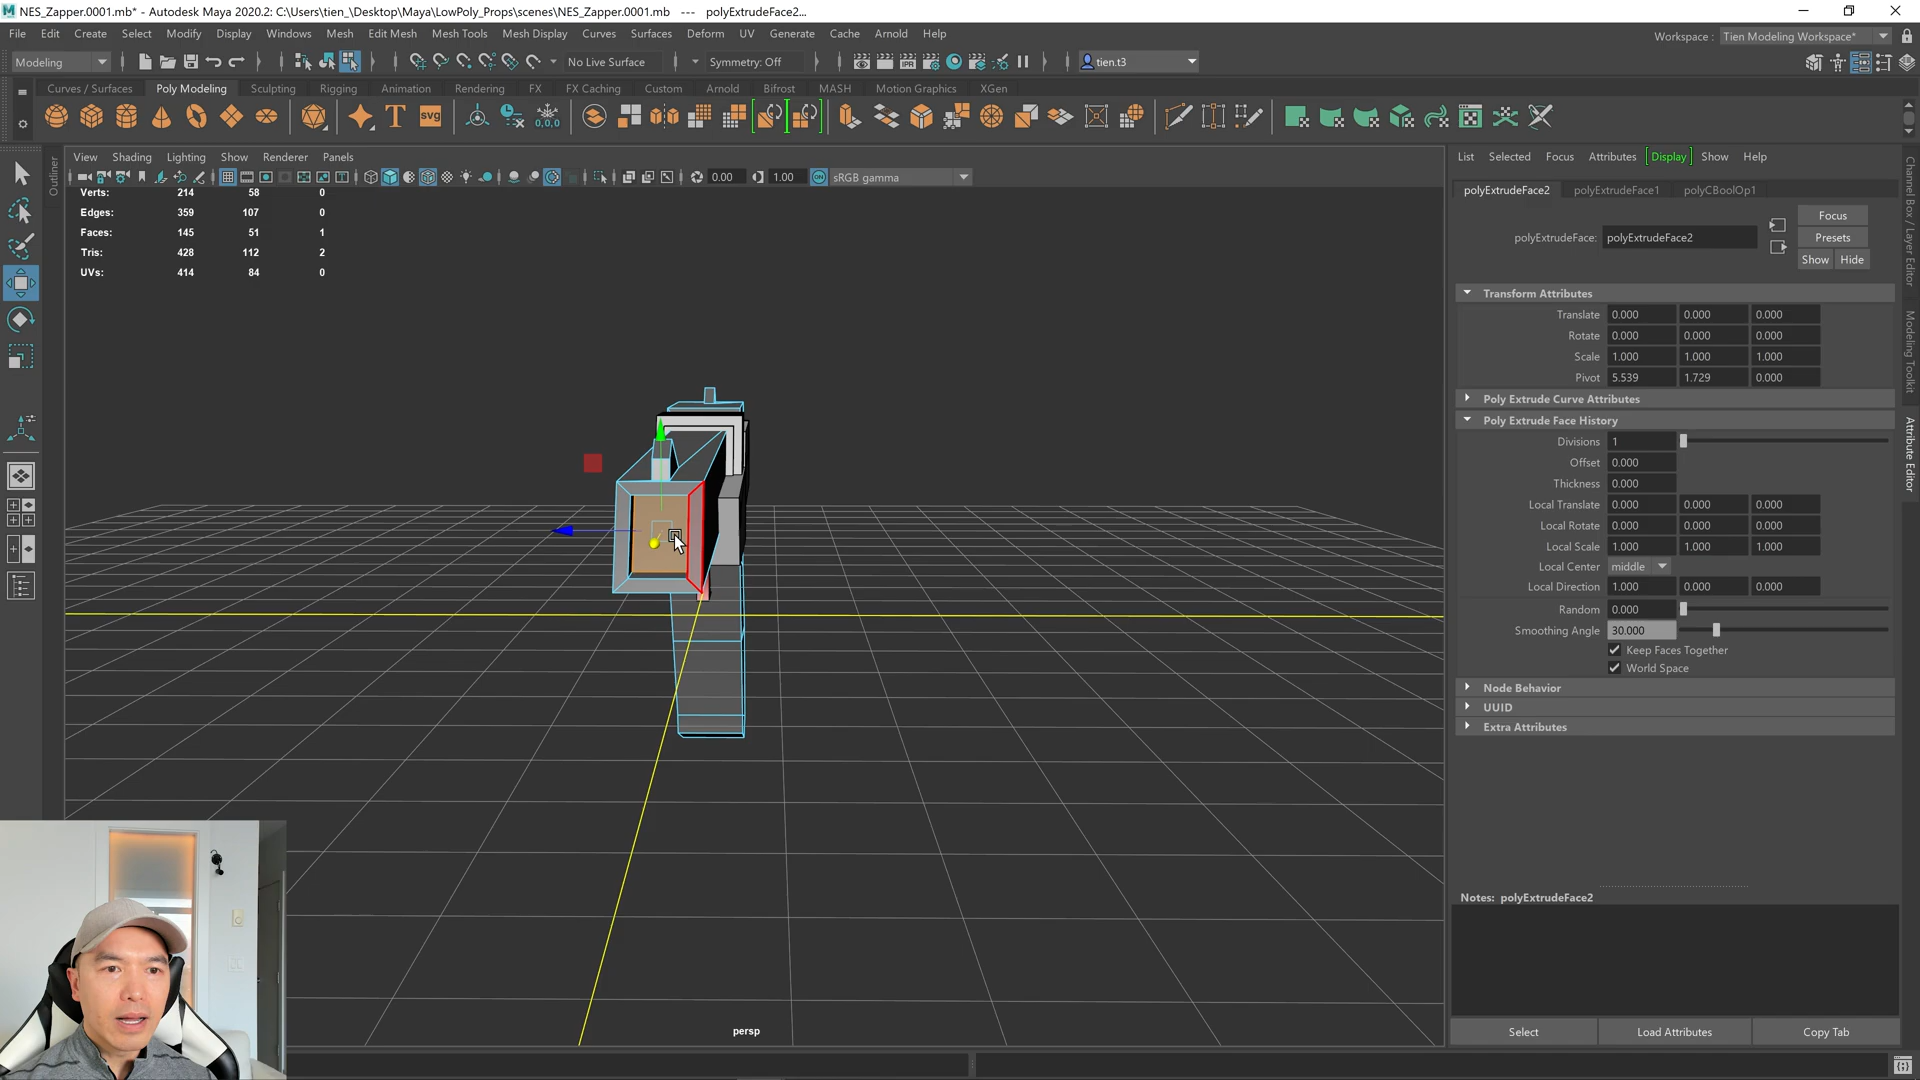 NES_Zapper.0001.mb* - Autodesk Maya 2020.2: C:\Users\tien_\Desktop\Maya\LowPoly_Props\scenes\NES_Zapper.0001.mb   ---   polyExtrudeFace2...
File Edit Create Select Modify Display Windows Mesh Edit Mesh Mesh Tools Mesh Display Curves Surfaces Deform UV Generate Cache Arnold Help
Workspace : Tien Modeling Workspace*
Modeling No Live Surface Symmetry: Off tien.t3
Curves / Surfaces Poly Modeling Sculpting Rigging Animation Rendering FX FX Caching Custom Arnold Bifrost MASH Motion Graphics XGen
T svg 0,0,0
View Shading Lighting Show Renderer Panels
0.00 1.00 ON sRGB gamma
Outliner
Verts: 214 58 0
Edges: 359 107 0
Faces: 145 51 1
Tris: 428 112 2
UVs: 414 84 0
persp
List Selected Focus Attributes Display Show Help
polyExtrudeFace2 polyExtrudeFace1 polyCBoolOp1
polyExtrudeFace: polyExtrudeFace2
Focus
Presets
Show Hide
Transform Attributes
Translate 0.000 0.000 0.000
Rotate 0.000 0.000 0.000
Scale 1.000 1.000 1.000
Pivot 5.539 1.729 0.000
Poly Extrude Curve Attributes
Poly Extrude Face History
Divisions 1
Offset 0.000
Thickness 0.000
Local Translate 0.000 0.000 0.000
Local Rotate 0.000 0.000 0.000
Local Scale 1.000 1.000 1.000
Local Center middle
Local Direction 1.000 0.000 0.000
Random 0.000
Smoothing Angle 30.000
Keep Faces Together
World Space
Node Behavior
UUID
Extra Attributes
Notes: polyExtrudeFace2
Select Load Attributes Copy Tab
Channel Box / Layer Editor
Modeling Toolkit
Attribute Editor